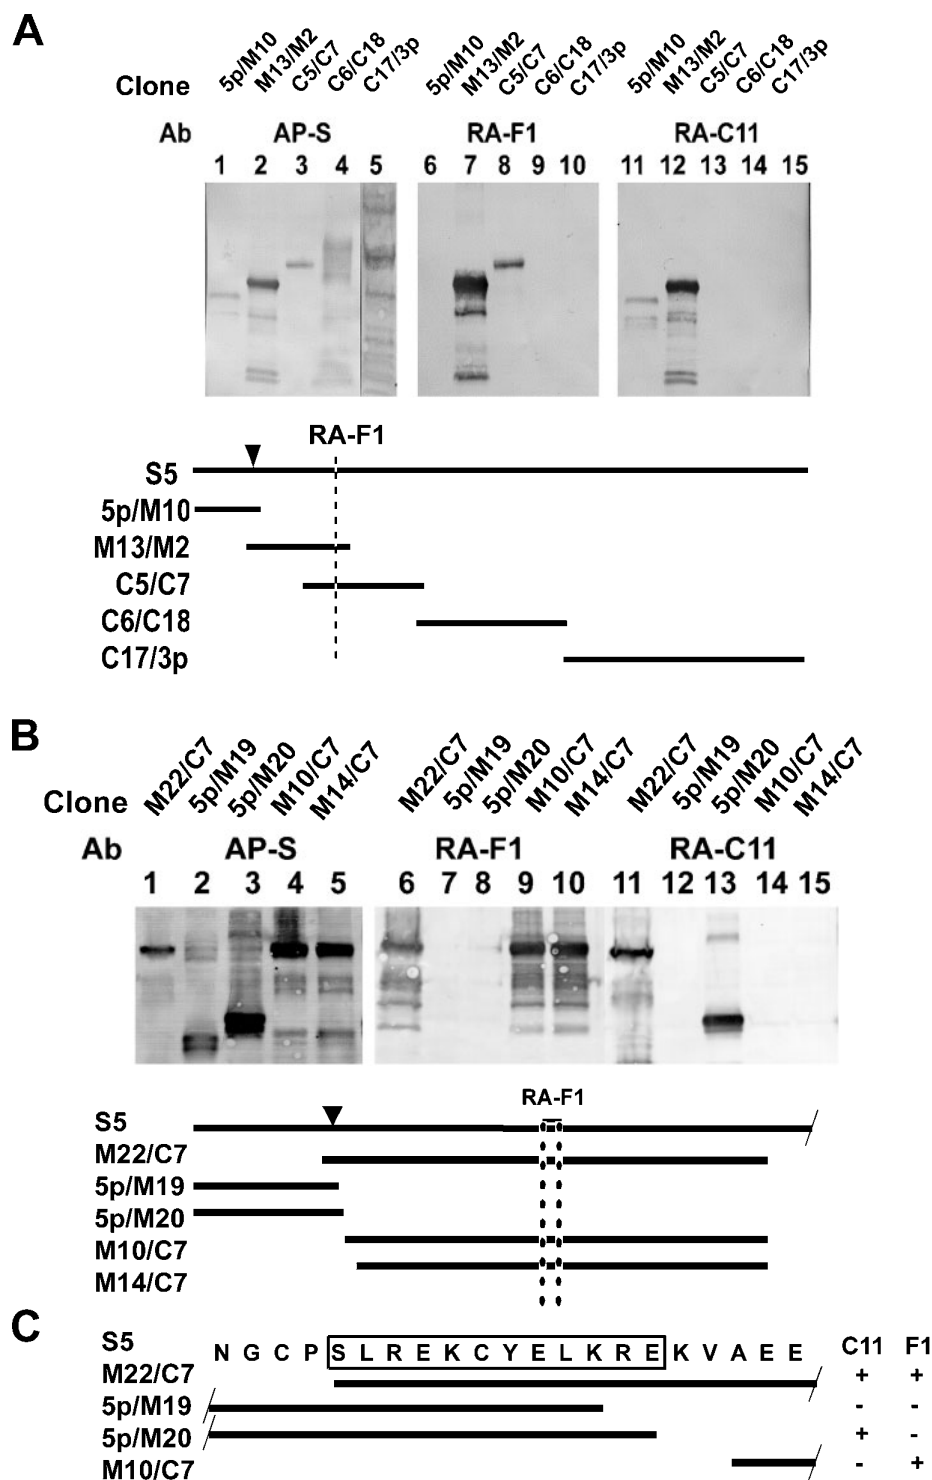 A
Clone 5p/M10 M13/M2 C5/C7 C6/C18 C17/3p 5p/M10 M13/M2 C5/C7 C6/C18 C17/3p 5p/M10 M13/M2 C5/C7 C6/C18 C17/3p
Ab AP-S RA-F1 RA-C11
1 2 3 4 5 6 7 8 9 10 11 12 13 14 15
RA-F1
S5
5p/M10
M13/M2
C5/C7
C6/C18
C17/3p
B
Clone M22/C7 5p/M19 5p/M20 M10/C7 M14/C7 M22/C7 5p/M19 5p/M20 M10/C7 M14/C7 M22/C7 5p/M19 5p/M20 M10/C7 M14/C7
Ab AP-S RA-F1 RA-C11
1 2 3 4 5 6 7 8 9 10 11 12 13 14 15
RA-F1
S5
M22/C7
5p/M19
5p/M20
M10/C7
M14/C7
C
S5 N G C P S L R E K C Y E L K R E K V A E E C11 F1
M22/C7 + +
5p/M19 - -
5p/M20 + -
M10/C7 - +